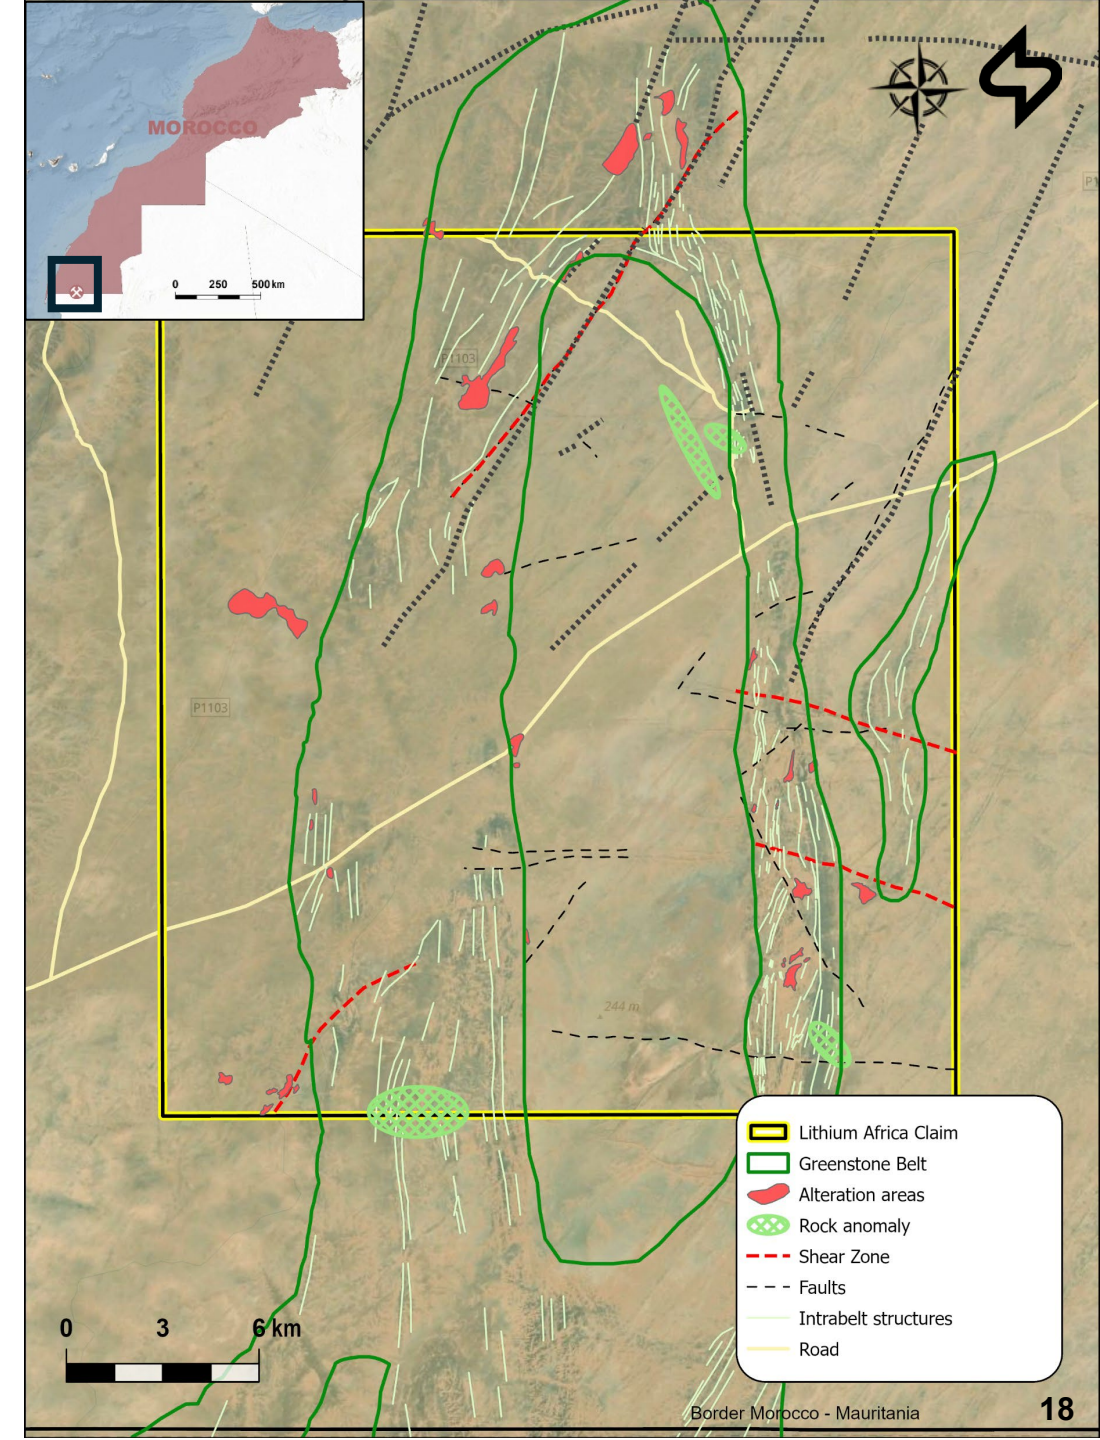 MOROCCO
0 250 500 km
P1
P1103
P1103
244 m
Lithium Africa Claim
Greenstone Belt
Alteration areas
Rock anomaly
Shear Zone
Faults
Intrabelt structures
Road
0 3 6 km
Border Morocco - Mauritania
18